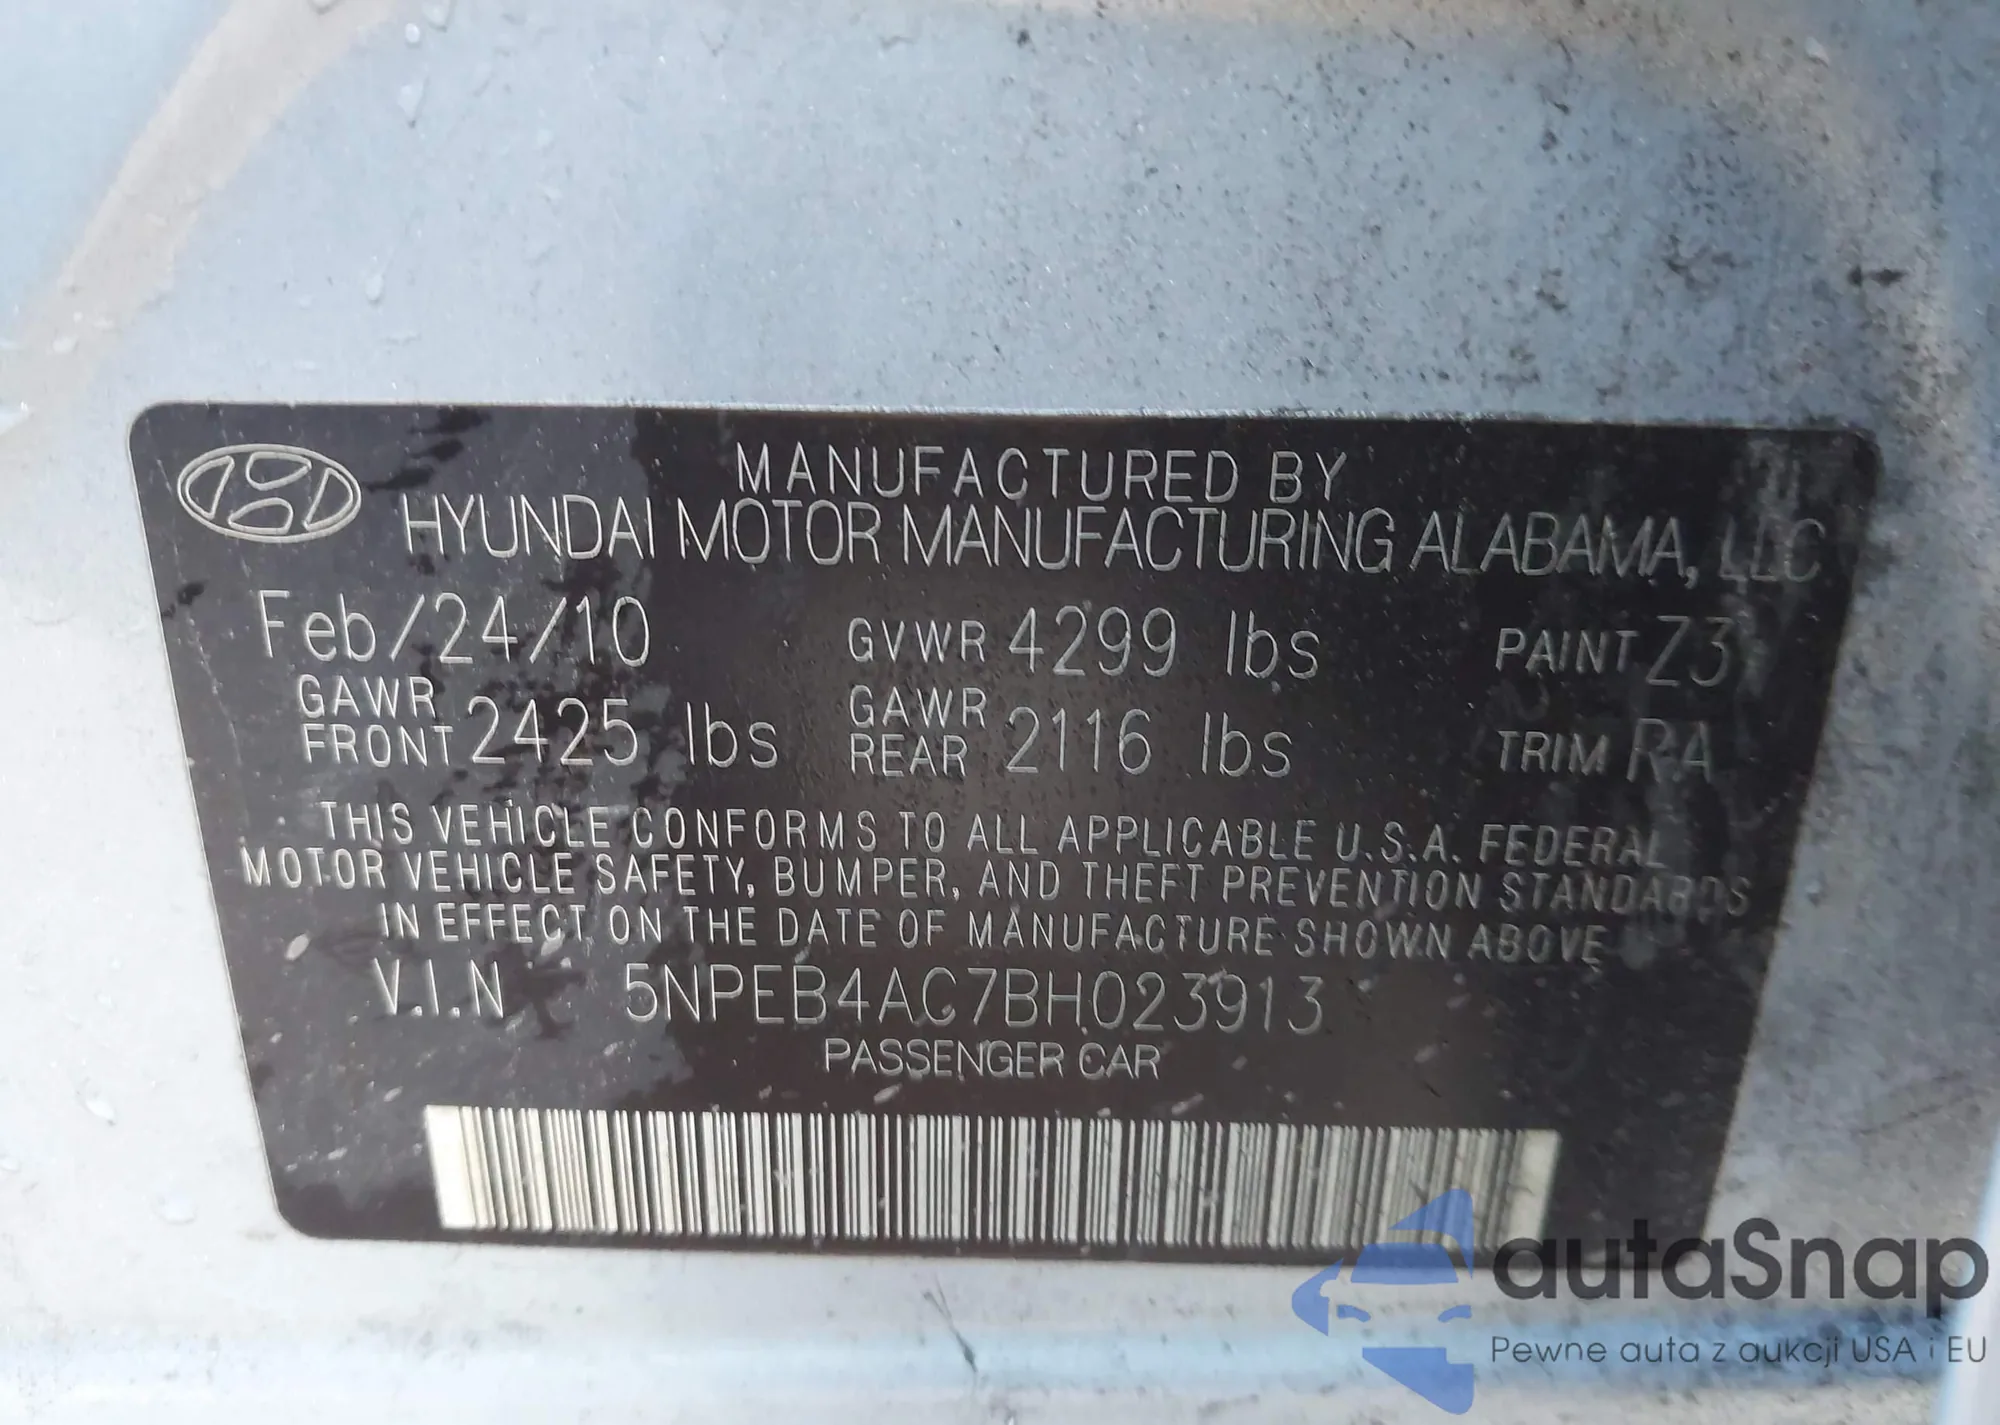 MANUFACTURED BY
HYUNDAI MOTOR MANUFACTURING ALABAMA, LLC
Feb/24/10 GVWR 4299 lbs PAINT Z3
GAWR FRONT 2425 lbs GAWR REAR 2116 lbs TRIM RA
THIS VEHICLE CONFORMS TO ALL APPLICABLE U.S.A. FEDERAL
MOTOR VEHICLE SAFETY, BUMPER, AND THEFT PREVENTION STANDARDS
IN EFFECT ON THE DATE OF MANUFACTURE SHOWN ABOVE
V.I.N 5NPEB4AC7BH023913
PASSENGER CAR
autaSnap
Pewne auta z aukcji USA i EU